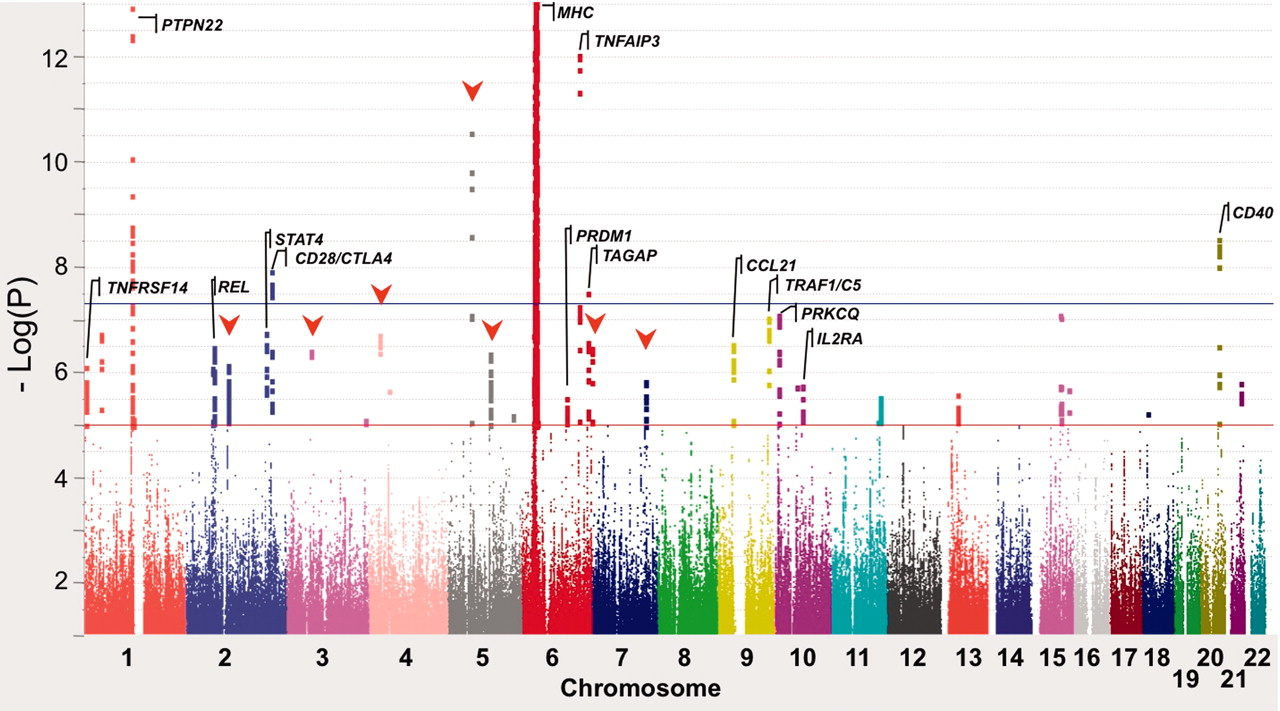 MHC
PTPN22
TNFAIP3
12
10
CD40
PRDM1
STAT4
TAGAP
CD28/CTLA4
CCL21
8
TRAF1/C5
TNFRSF14
REL
PRKCQ
IL2RA
6
4
2
- Log(P)
1 2 3 4 5 6 7 8 9 10 11 12 13 14 15 16 17 18 20 22
19 21
Chromosome